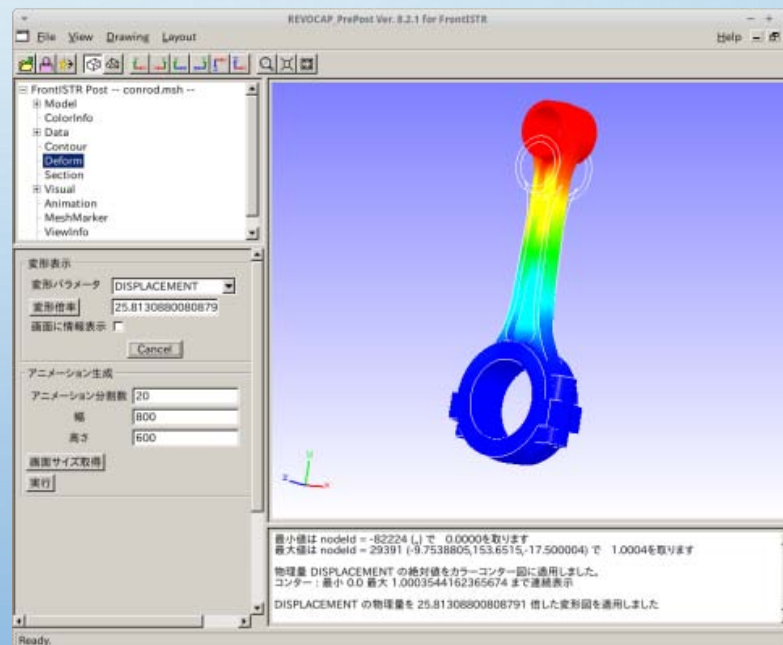 REVOCAP_PrePost Ver. 8.2.1 for FrontISTR
File View Drawing Layout Help
FrontISTR Post -- conrod.msh --
Model
ColorInfo
Data
Contour
Deform
Section
Visual
Animation
MeshMarker
ViewInfo
変形表示
変形パラメータ DISPLACEMENT
変形倍率 25.8130880080879
画面に情報表示
Cancel
アニメーション生成
アニメーション分割数 20
幅 800
高さ 600
画面サイズ取得
実行
y
z
x
最小値は nodeId = -82224 (,,) で 0.0000を取ります
最大値は nodeId = 29391 (-9.7538805,153.6515,-17.500004) で 1.0004を取ります
物理量 DISPLACEMENT の絶対値をカラーコンター図に適用しました。
コンター : 最小 0.0 最大 1.0003544162365674 まで連続表示
DISPLACEMENT の物理量を 25.81308800808791 倍した変形図を適用しました
Ready.